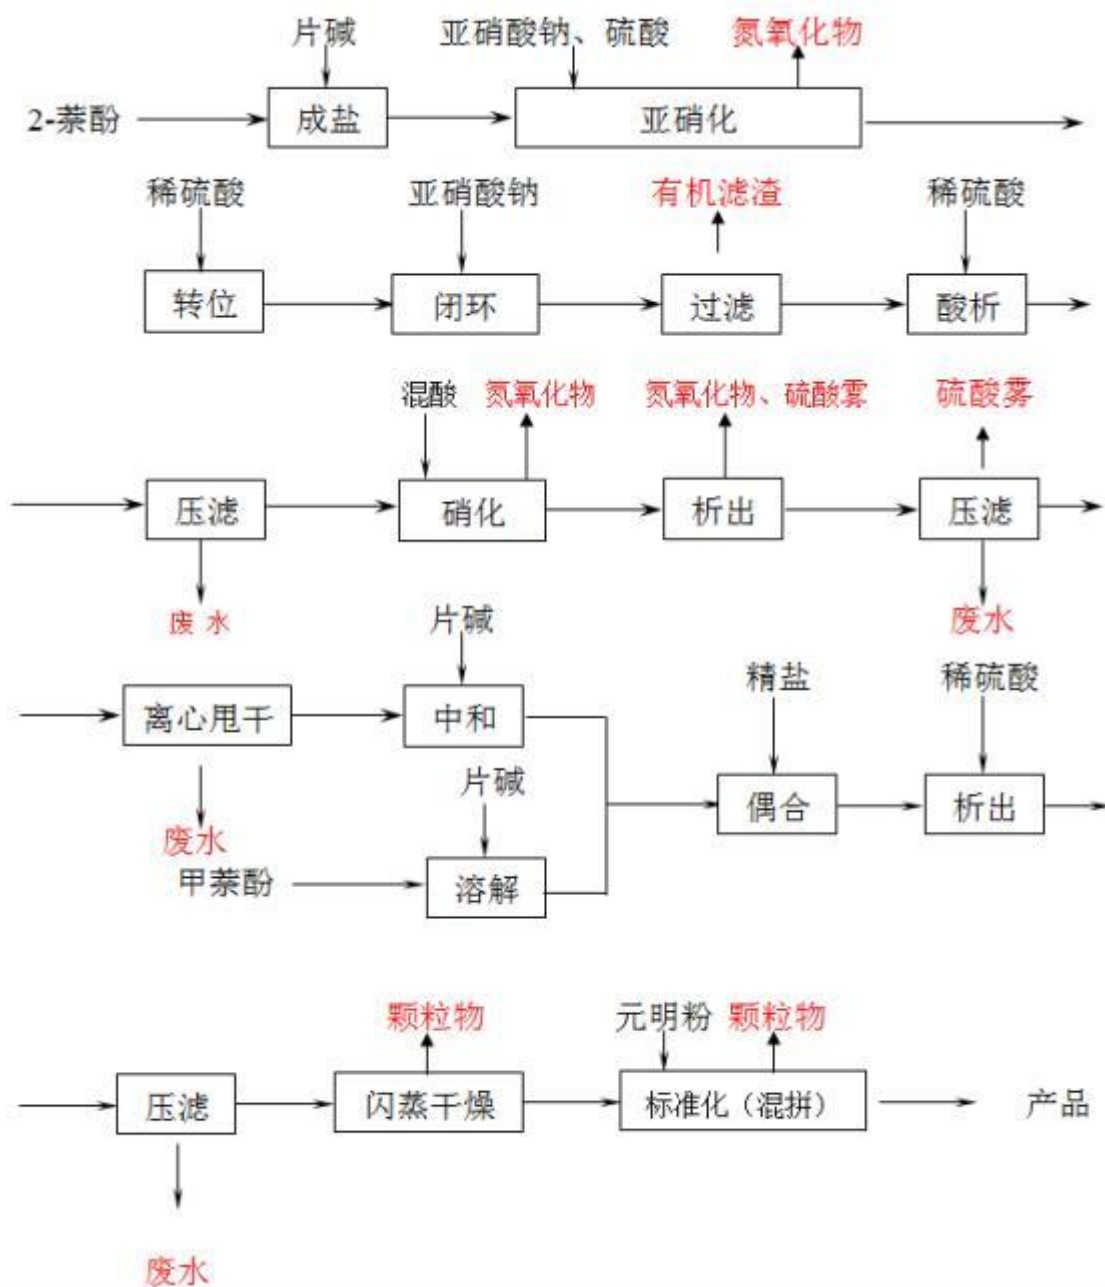 片碱 亚硝酸钠、硫酸 氮氧化物
2-萘酚 成盐 亚硝化
稀硫酸 亚硝酸钠 有机滤渣 稀硫酸
转位 闭环 过滤 酸析
混酸 氮氧化物 氮氧化物、硫酸雾 硫酸雾
压滤 硝化 析出 压滤
废 水 废水
片碱
精盐 稀硫酸
离心甩干 中和
片碱
偶合 析出
废水
甲萘酚 溶解
颗粒物 元明粉 颗粒物
压滤 闪蒸干燥 标准化（混拼） 产品
废水